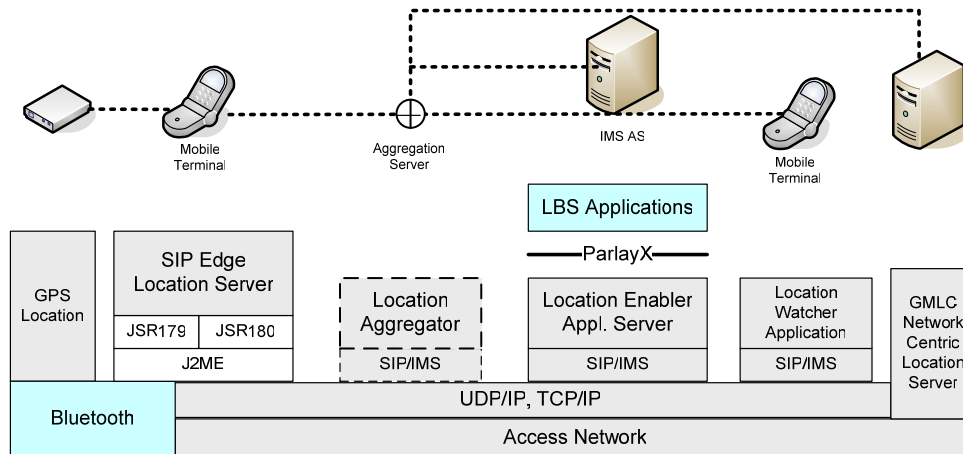 IMS AS
Mobile
Terminal
Aggregation
Server
Mobile
Terminal
LBS Applications
ParlayX
GPS
Location
SIP Edge
Location Server
JSR179
JSR180
J2ME
Location
Aggregator
SIP/IMS
Location Enabler
Appl. Server
SIP/IMS
Location
Watcher
Application
SIP/IMS
GMLC
Network
Centric
Location
Server
Bluetooth
UDP/IP, TCP/IP
Access Network